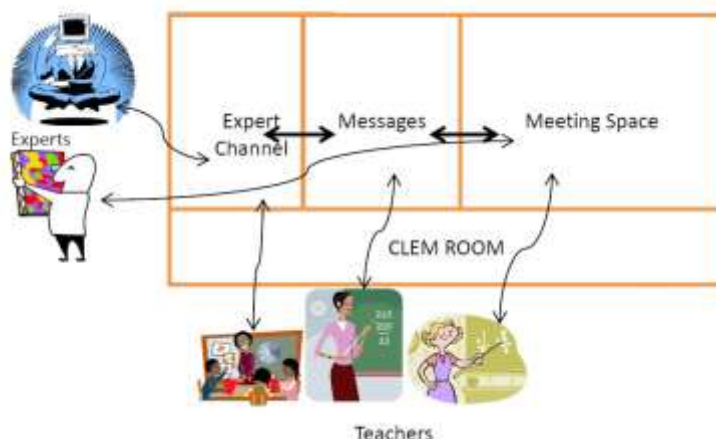 Experts
Expert
Channel
Messages
Meeting Space
CLEM ROOM
Teachers